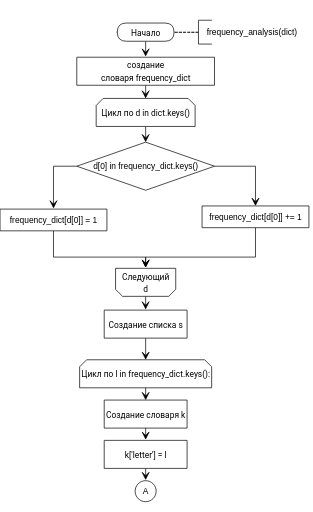 Начало
frequency_analysis(dict)
создание
словаря frequency_dict
Цикл по d in dict.keys()
d[0] in frequency_dict.keys()
frequency_dict[d[0]] = 1
frequency_dict[d[0]] += 1
Следующий
d
Создание списка s
Цикл по l in frequency_dict.keys():
Создание словаря k
k['letter'] = l
A